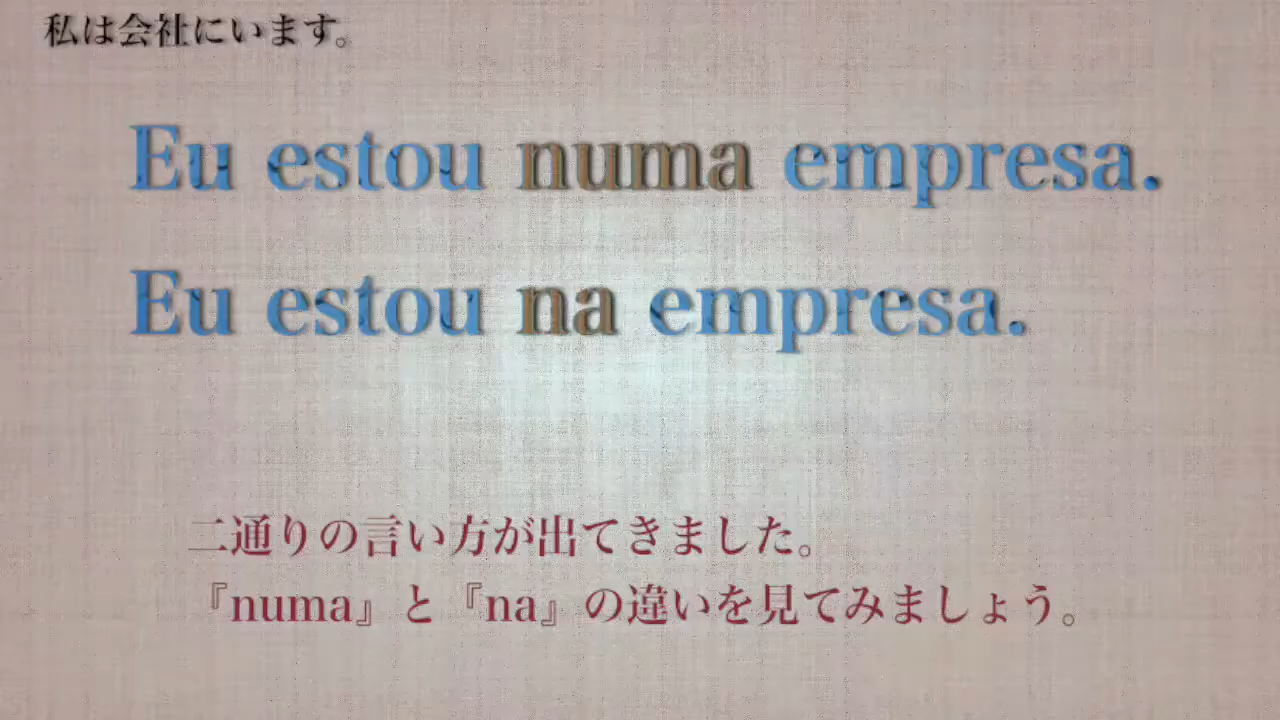 私は会社にいます。
Eu estou numa empresa.
Eu estou na empresa.
二通りの言い方が出てきました。
『numa』と『na』の違いを見てみましょう。